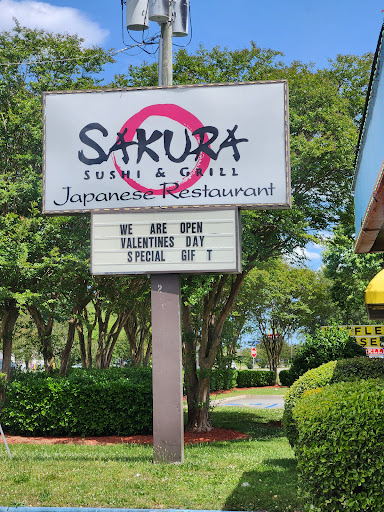 SAKURA
SUSHI & GRILL
Japanese Restaurant
WE ARE OPEN
VALENTINES DAY
SPECIAL GIF T